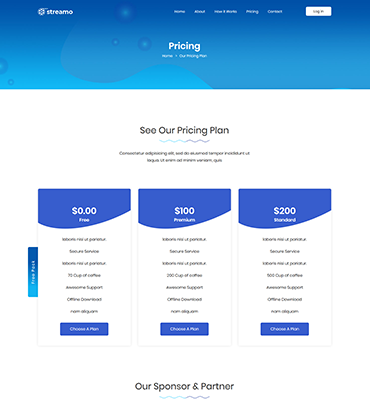 streamo
Home About How It Works Pricing Contact Log In
Pricing
Home > Our Pricing Plan
See Our Pricing Plan
Consectetur adipisicing elit, sed do eiusmod tempor incididunt ut
laqua. Ut enim ad minim veniam, quis.
$0.00
Free
laboris nisi ut pariatur.
Secure Service
laboris nisi ut pariatur.
70 Cup of coffee
Awesome Support
Offline Download
nam aliquam
Choose A Plan
$100
Premium
laboris nisi ut pariatur.
Secure Service
laboris nisi ut pariatur.
200 Cup of coffee
Awesome Support
Offline Download
nam aliquam
Choose A Plan
$200
Standard
laboris nisi ut pariatur.
Secure Service
laboris nisi ut pariatur.
500 Cup of coffee
Awesome Support
Offline Download
nam aliquam
Choose A Plan
Free Pack
Our Sponsor & Partner